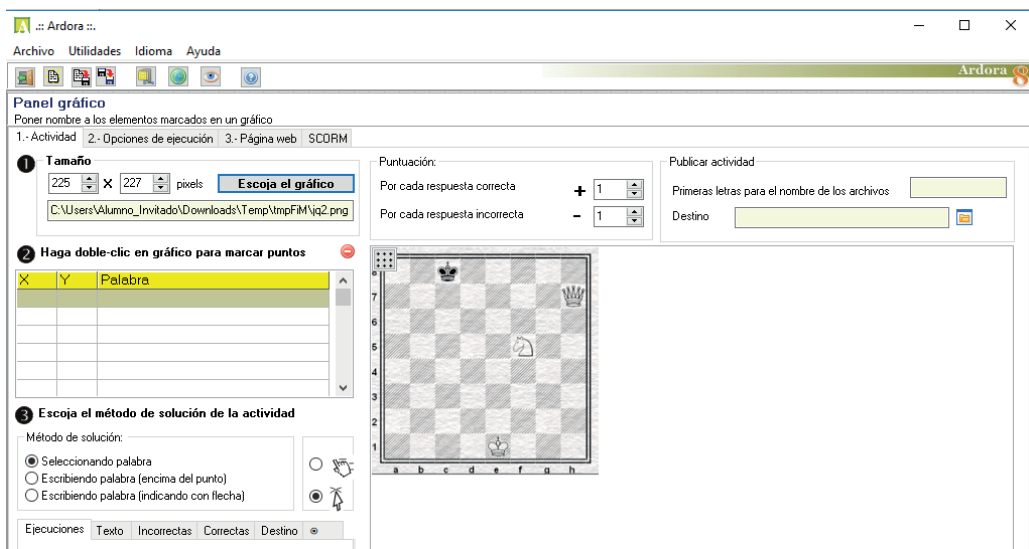 .:: Ardora ::.
Archivo Utilidades Idioma Ayuda
Ardora 8
Panel gráfico
Poner nombre a los elementos marcados en un gráfico
1.- Actividad 2.- Opciones de ejecución 3.- Página web SCORM
1 Tamaño
225 X 227 pixels Escoja el gráfico
C:\Users\Alumno_Invitado\Downloads\Temp\tmpFiM\jq2.png
Puntuación:
Por cada respuesta correcta + 1
Por cada respuesta incorrecta - 1
Publicar actividad
Primeras letras para el nombre de los archivos
Destino
2 Haga doble-clic en gráfico para marcar puntos
X Y Palabra
8
7
6
5
4
3
2
1
a b c d e f g h
3 Escoja el método de solución de la actividad
Método de solución:
Seleccionando palabra
Escribiendo palabra (encima del punto)
Escribiendo palabra (indicando con flecha)
Ejecuciones Texto Incorrectas Correctas Destino